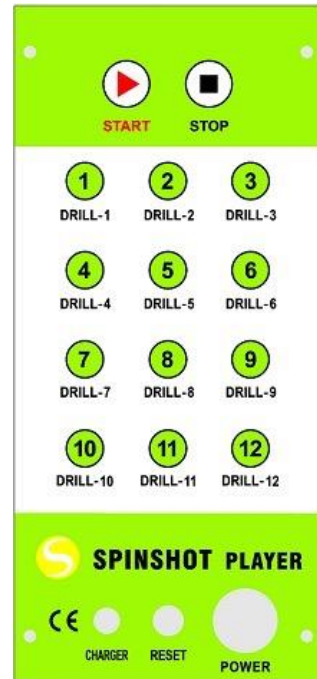 START STOP
1 2 3
DRILL-1 DRILL-2 DRILL-3
4 5 6
DRILL-4 DRILL-5 DRILL-6
7 8 9
DRILL-7 DRILL-8 DRILL-9
10 11 12
DRILL-10 DRILL-11 DRILL-12
S SPINSHOT PLAYER
CE
CHARGER RESET POWER